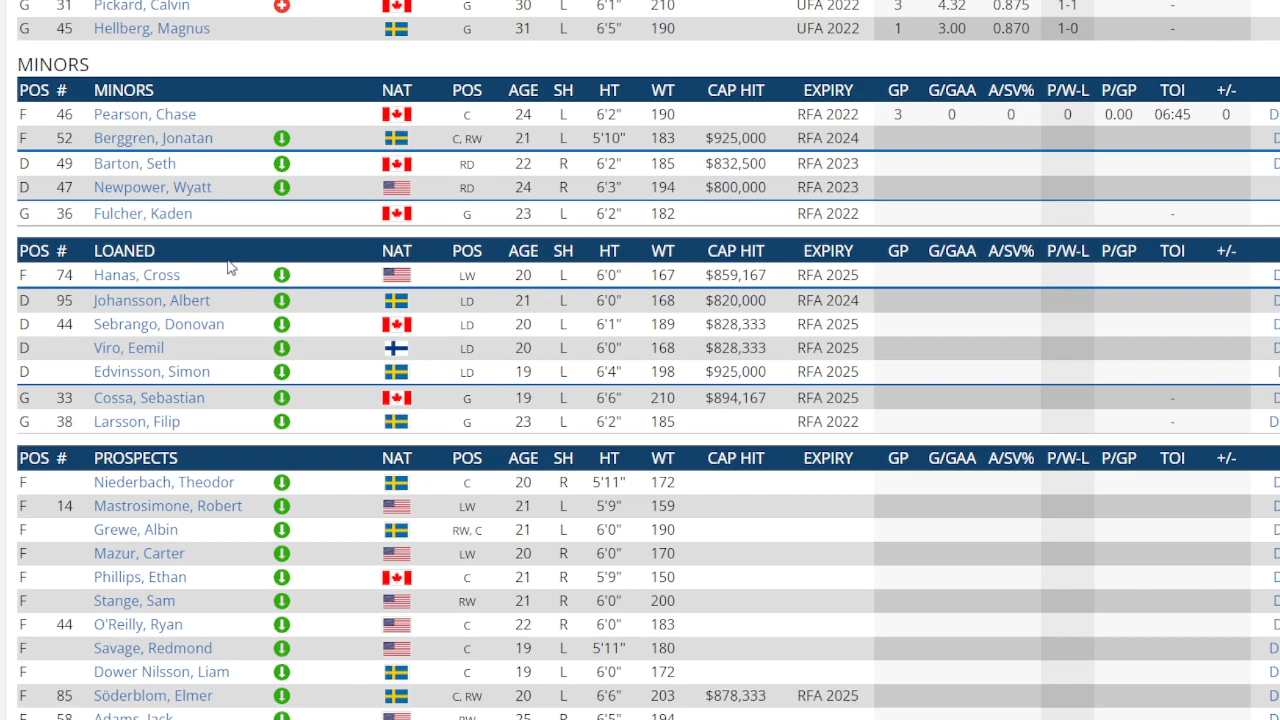 G 31 Pickard, Calvin G 30 L 6'1" 210 UFA 2022 3 4.32 0.875 1-1 -
G 45 Hellberg, Magnus G 31 L 6'5" 190 UFA 2022 1 3.00 0.870 1-0 -
MINORS
POS # MINORS NAT POS AGE SH HT WT CAP HIT EXPIRY GP G/GAA A/SV% P/W-L P/GP TOI +/-
F 46 Pearson, Chase C 24 L 6'2" 190 RFA 2022 3 0 0 0 0.00 06:45 0 D
F 52 Berggren, Jonatan C, RW 21 L 5'10" 183 $925,000 RFA 2024 D
D 49 Barton, Seth RD 22 R 6'2" 185 $832,500 RFA 2023 D
D 47 Newpower, Wyatt RD 24 R 6'3" 194 $800,000 RFA 2023
G 36 Fulcher, Kaden G 23 L 6'2" 182 RFA 2022 -
POS # LOANED NAT POS AGE SH HT WT CAP HIT EXPIRY GP G/GAA A/SV% P/W-L P/GP TOI +/-
F 74 Hanas, Cross LW 20 L 6'0" 167 $859,167 RFA 2025 D
D 95 Johansson, Albert LD 21 L 6'0" 168 $820,000 RFA 2024 D
D 44 Sebrango, Donovan LD 20 L 6'1" 189 $828,333 RFA 2025 D
D Viro, Eemil LD 20 L 6'0" 168 $828,333 RFA 2025 D
D Edvinsson, Simon LD 19 L 6'4" 198 $925,000 RFA 2025
G 33 Cossa, Sebastian G 19 L 6'6" 210 $894,167 RFA 2025 - D
G 38 Larsson, Filip G 23 L 6'2" 185 RFA 2022 - D
POS # PROSPECTS NAT POS AGE SH HT WT CAP HIT EXPIRY GP G/GAA A/SV% P/W-L P/GP TOI +/-
F Niederbach, Theodor C 20 R 5'11" 172 D
F 14 Mastrosimone, Robert LW 21 L 5'9" 159 D
F Grewe, Albin RW, C 21 L 6'0" 190 D
F Mazur, Carter LW 20 R 6'0" 170 D
F Phillips, Ethan C 21 R 5'9" 150 D
F Stange, Sam RW 21 R 6'0" 200 D
F 44 O'Reilly, Ryan C 22 R 6'0" 183 D
F Savage, Redmond C 19 L 5'11" 180 D
F Dower Nilsson, Liam C 19 L 6'0" 172 D
F 85 Söderblom, Elmer C, RW 20 L 6'6" 203 $878,333 RFA 2025 D
F 58 Adams, Jack RW 25 R 6'5" 194